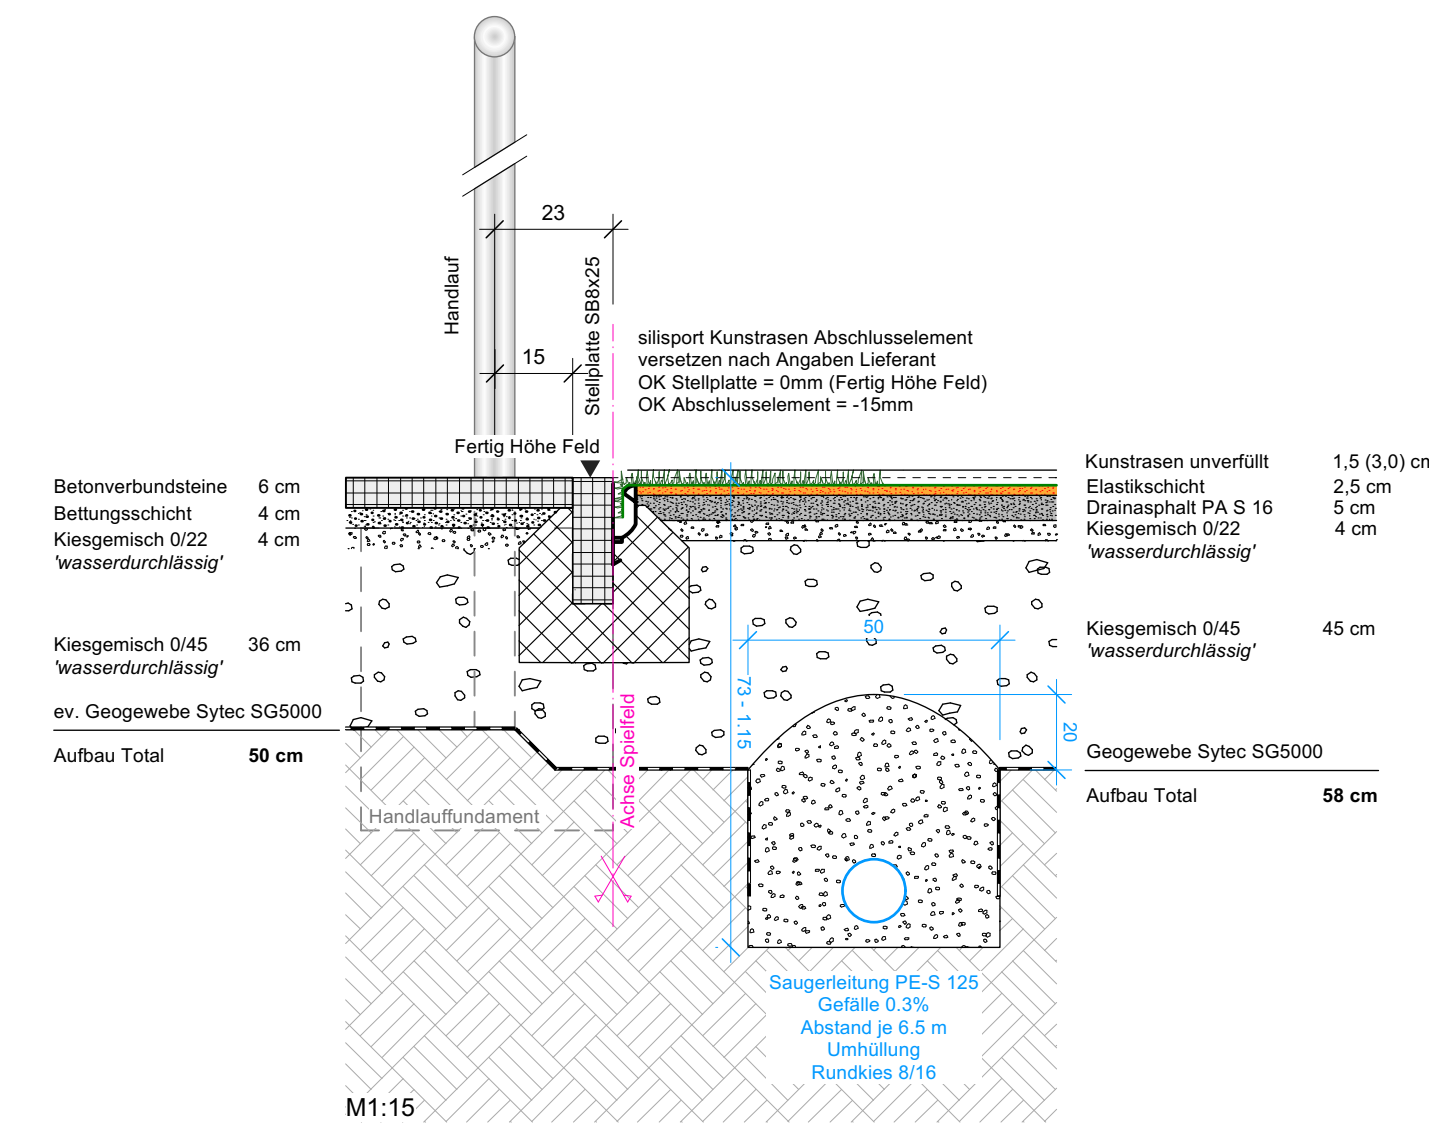 23
Handlauf
Stellplatte SB8x25
15
silisport Kunstrasen Abschlusselement
versetzen nach Angaben Lieferant
OK Stellplatte = 0mm (Fertig Höhe Feld)
OK Abschlusselement = -15mm
Fertig Höhe Feld
Betonverbundsteine 6 cm
Bettungsschicht 4 cm
Kiesgemisch 0/22 4 cm
'wasserdurchlässig'
Kiesgemisch 0/45 36 cm
'wasserdurchlässig'
ev. Geogewebe Sytec SG5000
Aufbau Total 50 cm
Kunstrasen unverfüllt 1,5 (3,0) cm
Elastikschicht 2,5 cm
Drainasphalt PA S 16 5 cm
Kiesgemisch 0/22 4 cm
'wasserdurchlässig'
Kiesgemisch 0/45 45 cm
'wasserdurchlässig'
Geogewebe Sytec SG5000
Aufbau Total 58 cm
50
73 - 1.15
20
Achse Spielfeld
Handlauffundament
Saugerleitung PE-S 125
Gefälle 0.3%
Abstand je 6.5 m
Umhüllung
Rundkies 8/16
M1:15